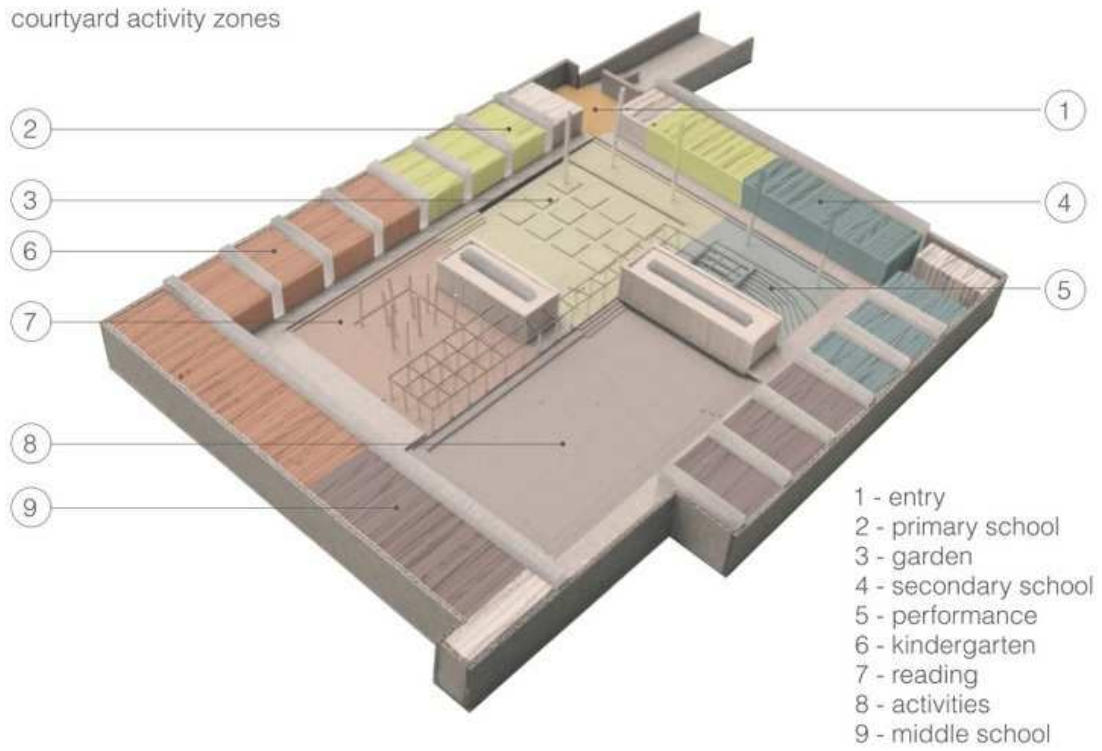 courtyard activity zones
1
2
3
4
6
5
7
8
9
1 - entry
2 - primary school
3 - garden
4 - secondary school
5 - performance
6 - kindergarten
7 - reading
8 - activities
9 - middle school